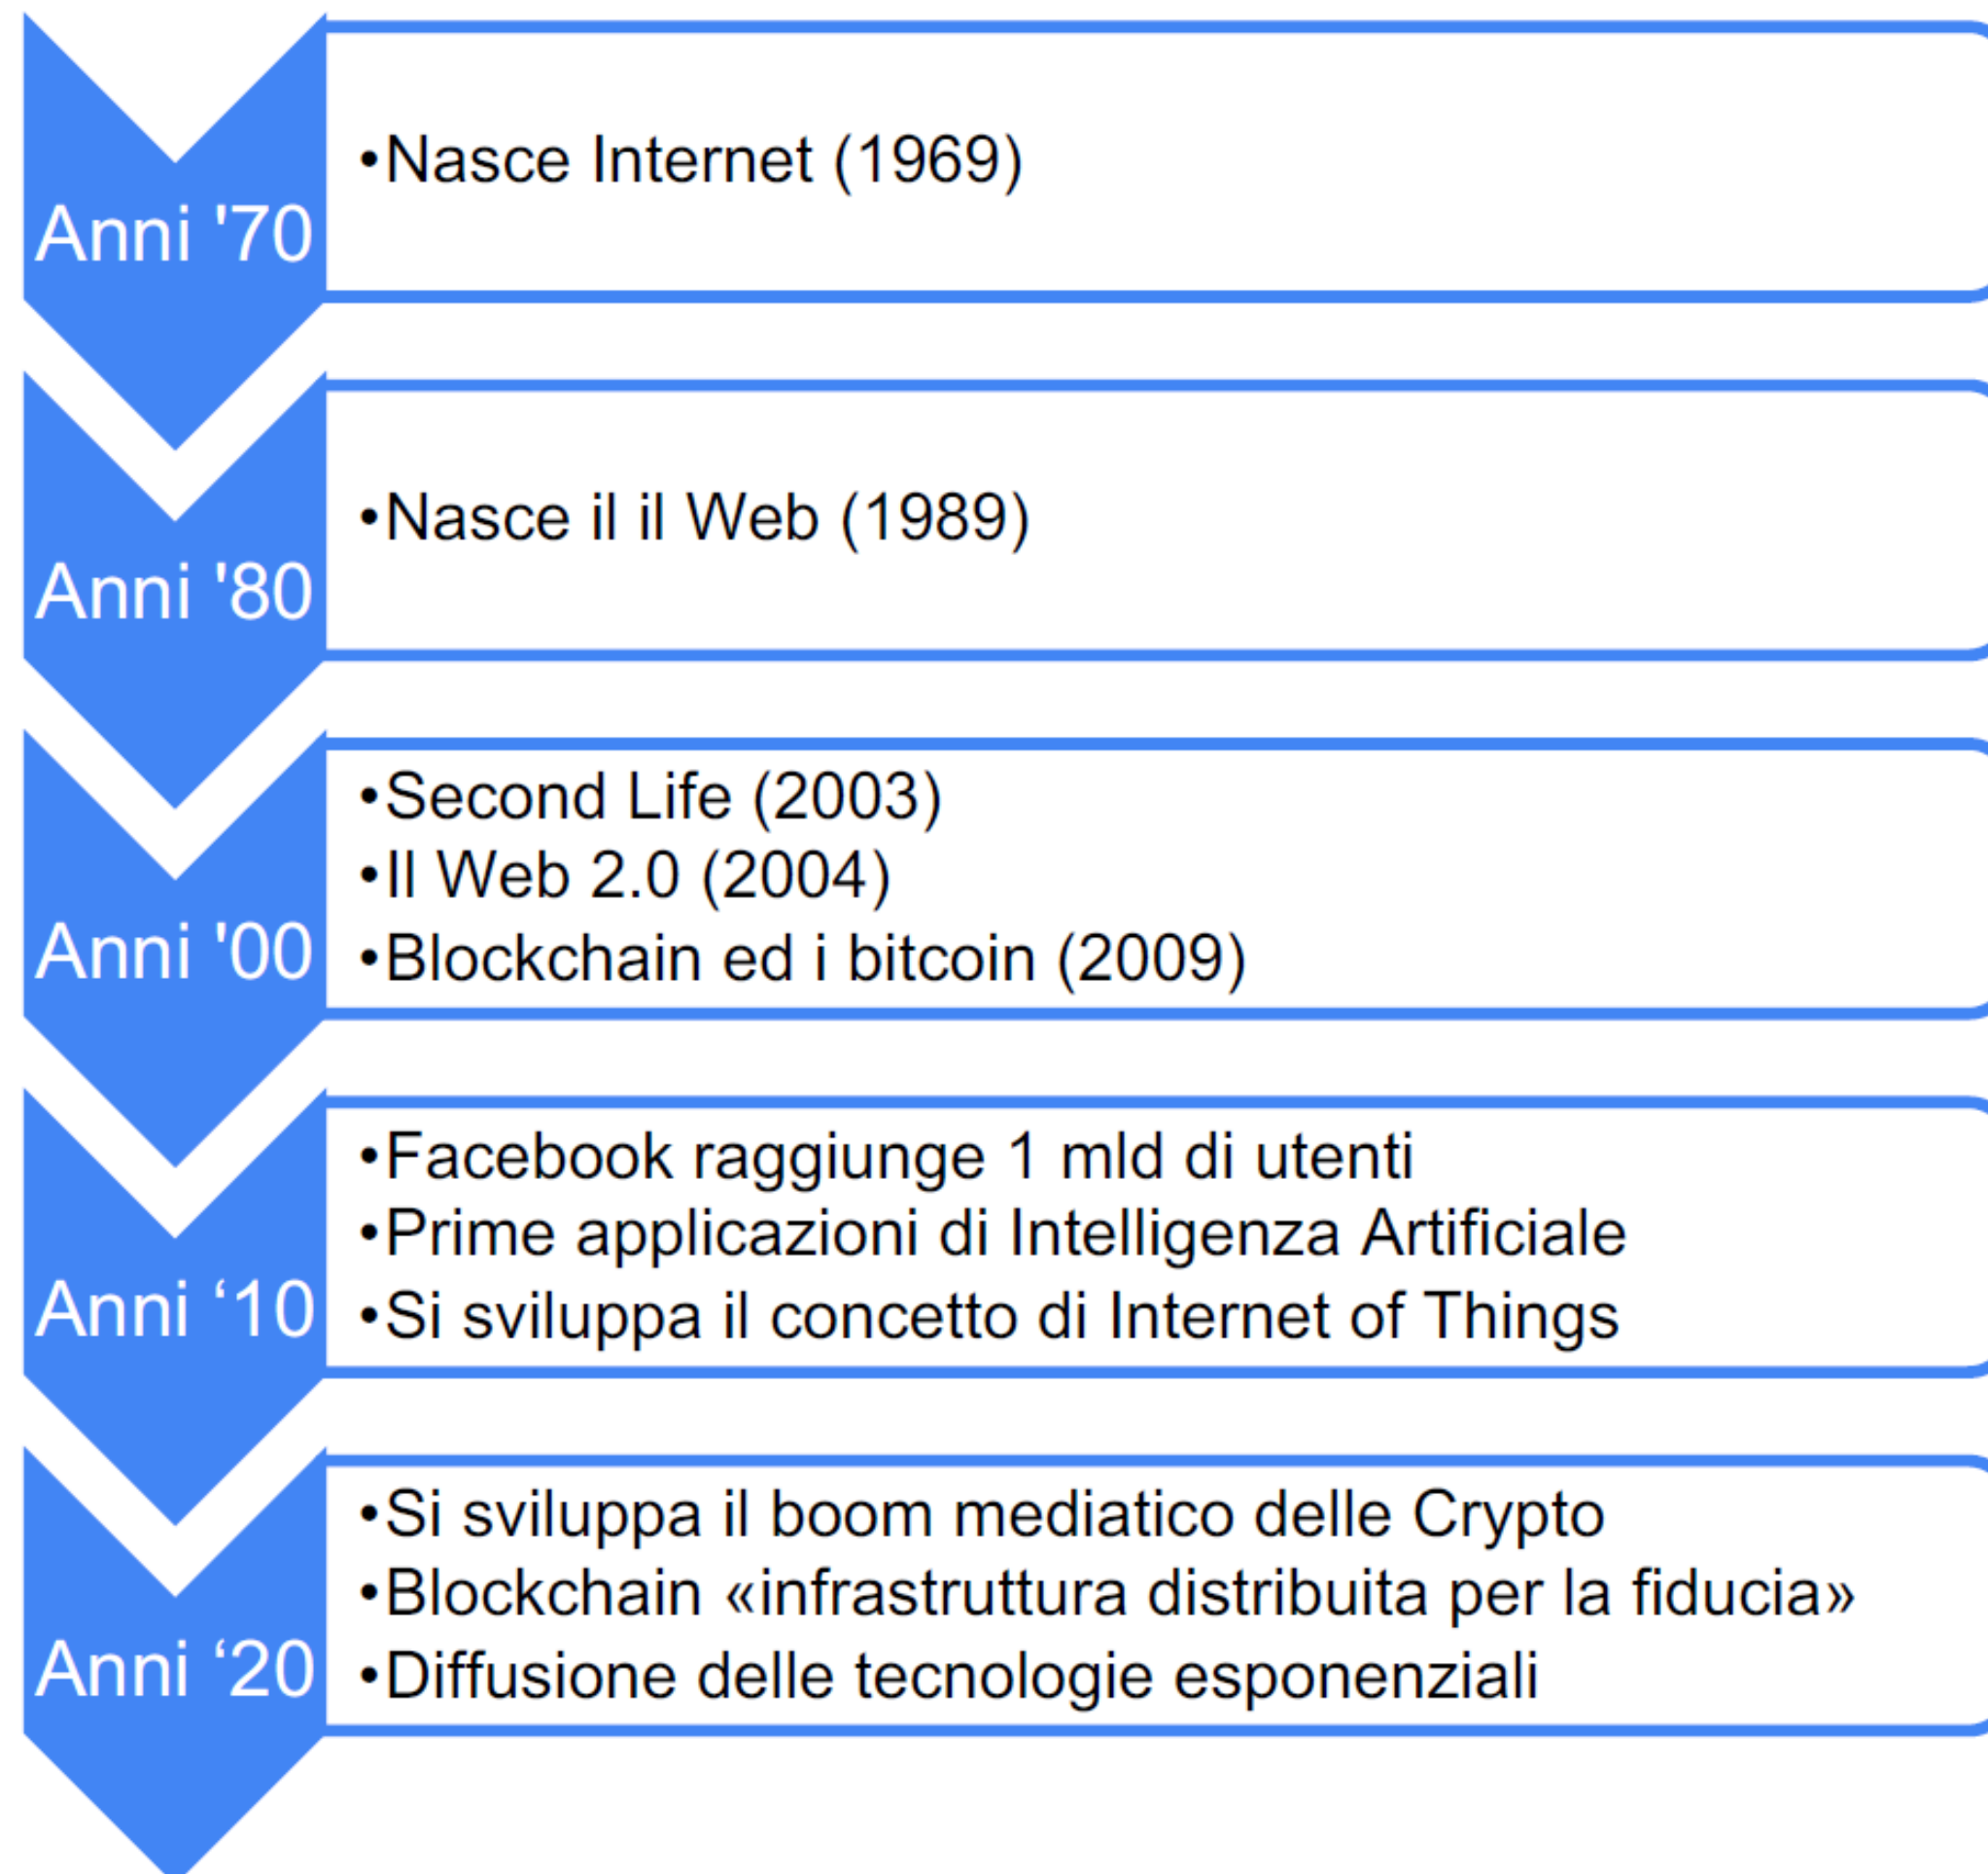 Anni '70
•Nasce Internet (1969)
Anni '80
•Nasce il il Web (1989)
Anni '00
•Second Life (2003)
•Il Web 2.0 (2004)
•Blockchain ed i bitcoin (2009)
Anni ‘10
•Facebook raggiunge 1 mld di utenti
•Prime applicazioni di Intelligenza Artificiale
•Si sviluppa il concetto di Internet of Things
Anni ‘20
•Si sviluppa il boom mediatico delle Crypto
•Blockchain «infrastruttura distribuita per la fiducia»
•Diffusione delle tecnologie esponenziali